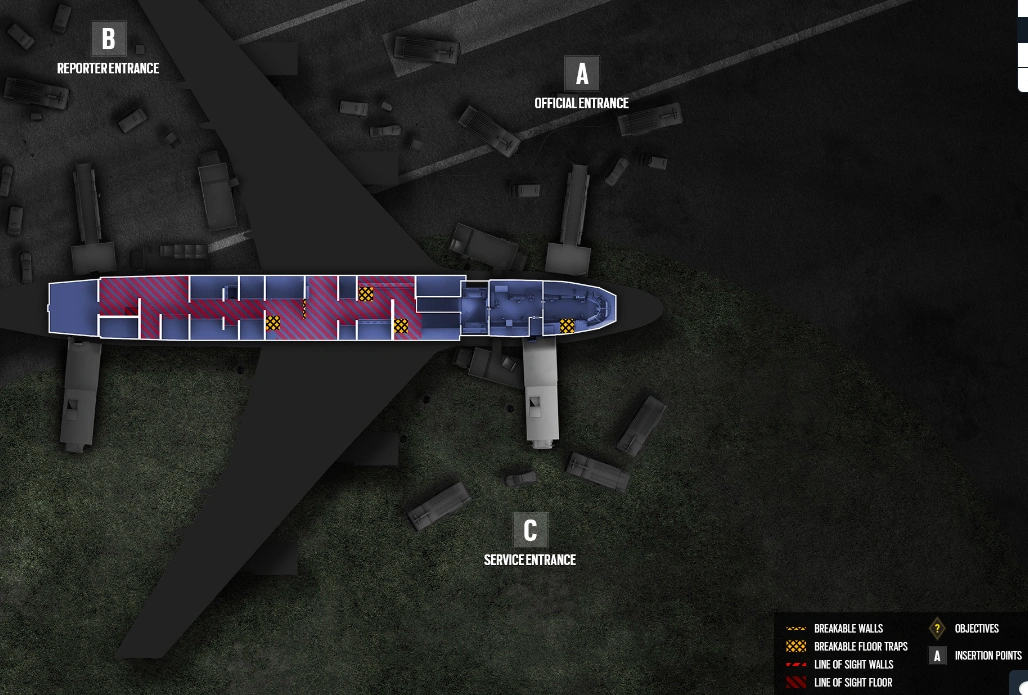 B
REPORTER ENTRANCE
A
OFFICIAL ENTRANCE
C
SERVICE ENTRANCE
BREAKABLE WALLS
BREAKABLE FLOOR TRAPS
LINE OF SIGHT WALLS
LINE OF SIGHT FLOOR
? OBJECTIVES
A INSERTION POINTS